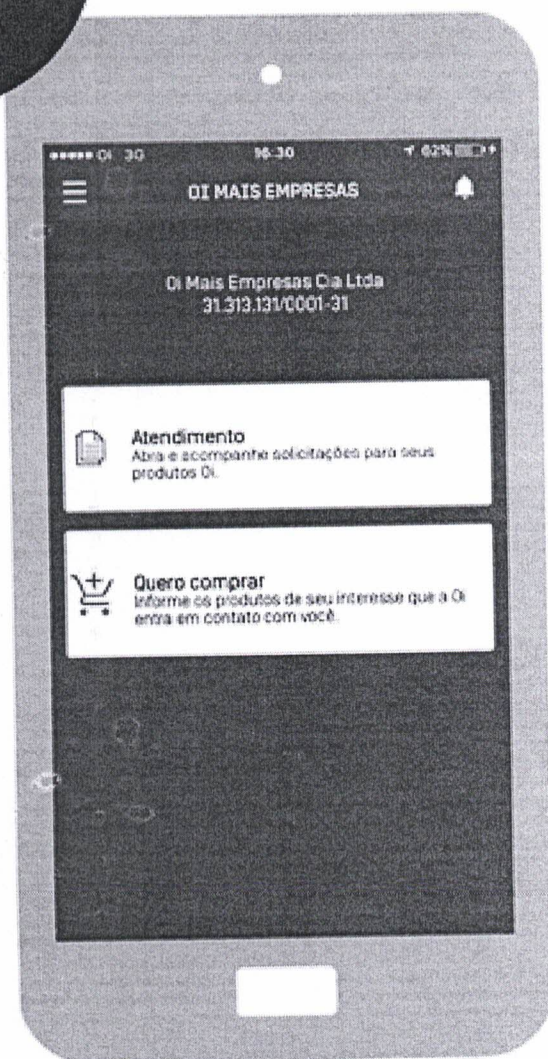 Oi 3G 16:30 62%
OI MAIS EMPRESAS
Oi Mais Empresas Cia Ltda
31.313.131/0001-31
Atendimento
Abra e acompanhe solicitações para seus
produtos Oi.
Quero comprar
Informe os produtos de seu interesse que a Oi
entra em contato com você.